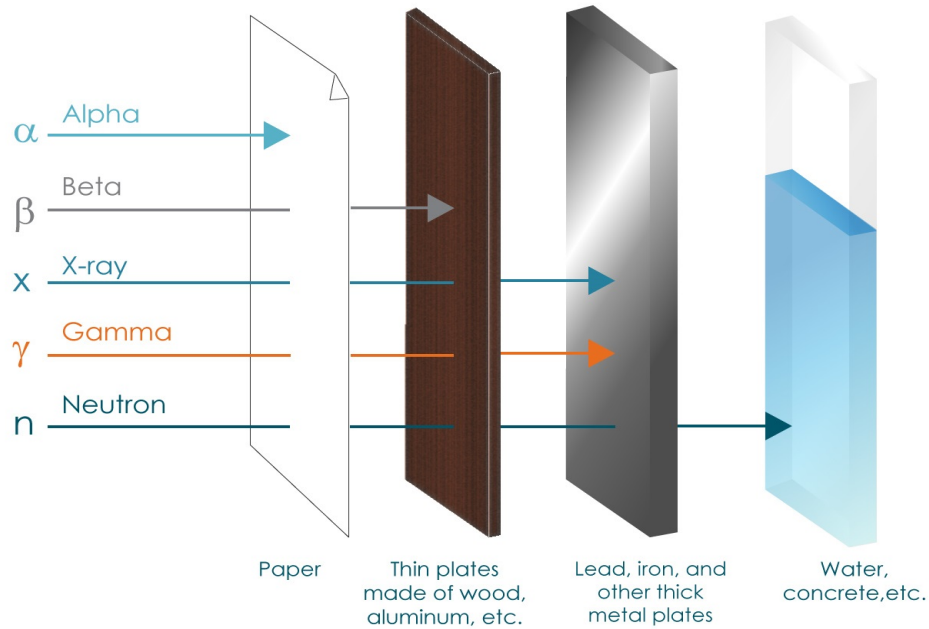 α Alpha
β Beta
x X-ray
γ Gamma
n Neutron
Paper
Thin plates
made of wood,
aluminum, etc.
Lead, iron, and
other thick
metal plates
Water,
concrete,etc.